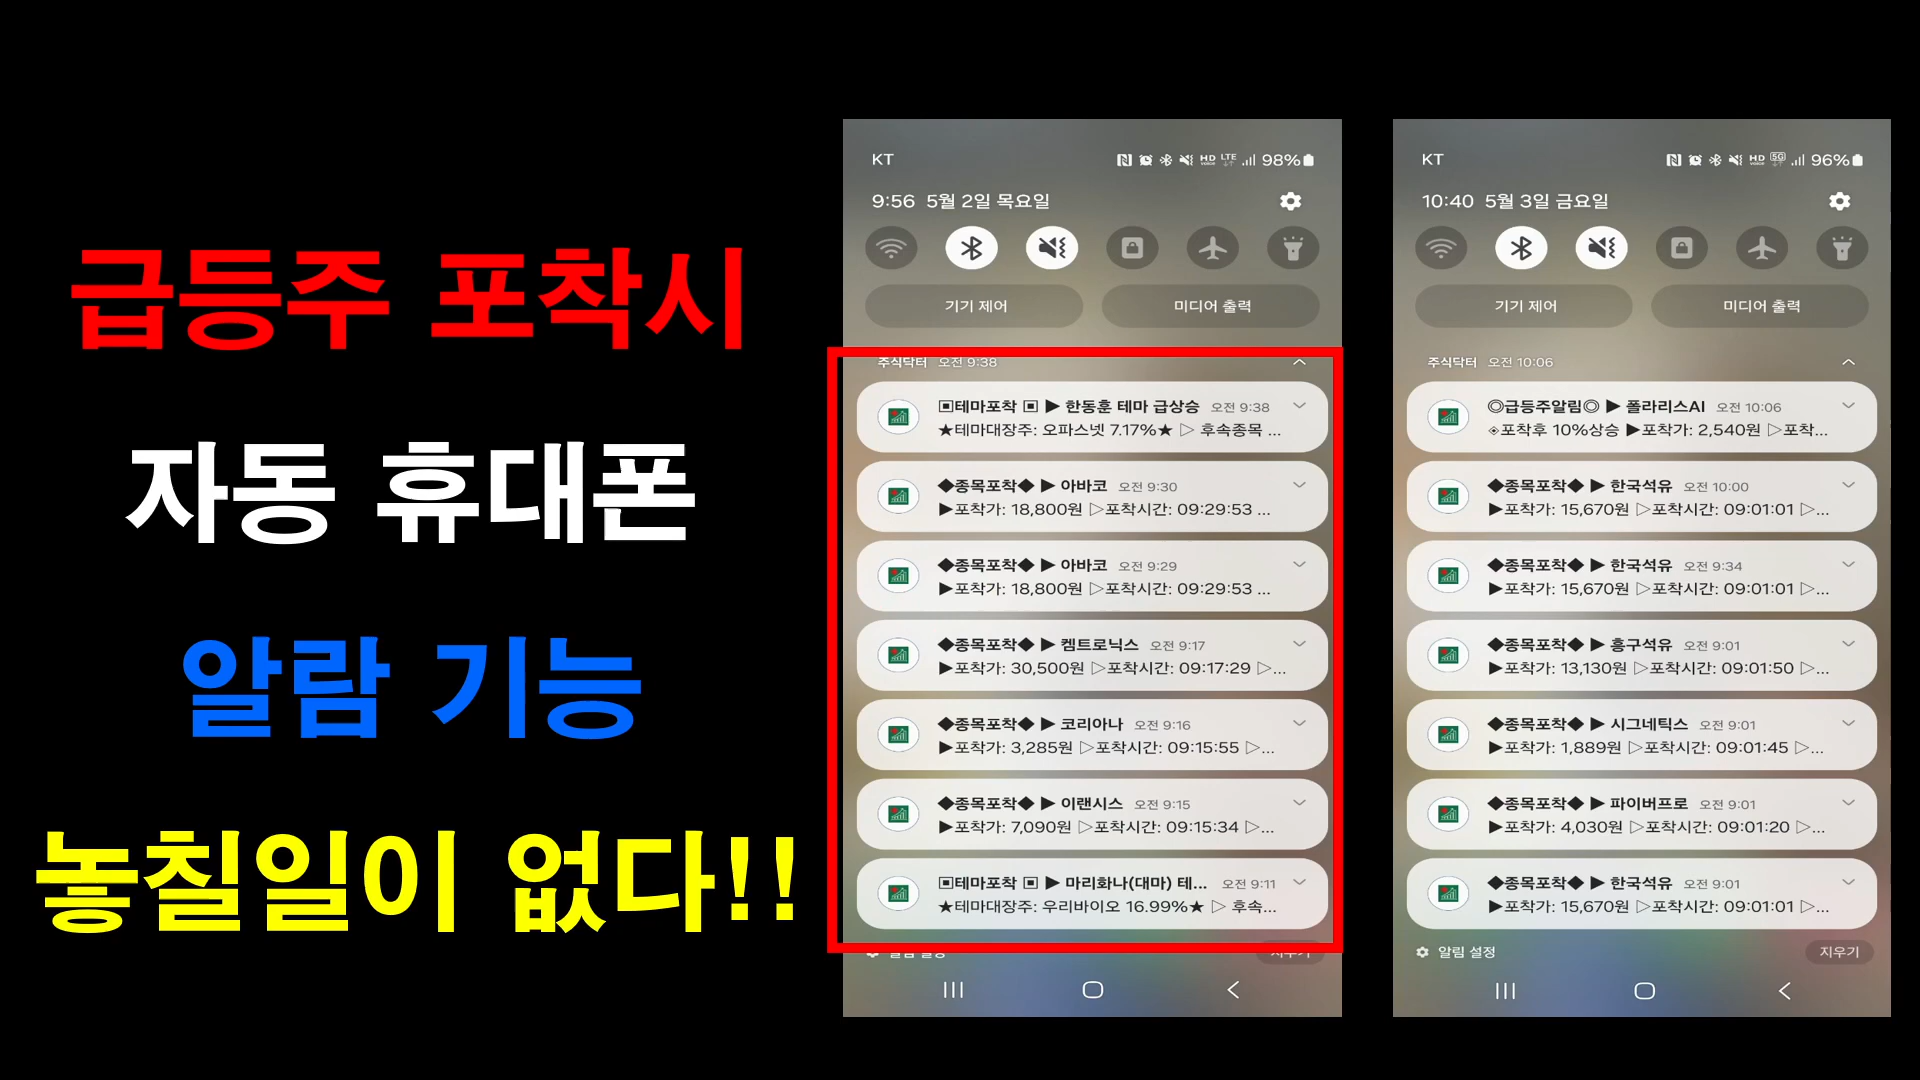 급등주 포착시
자동 휴대폰
알람 기능
놓칠일이 없다!!
KT
HD
LTE
98%
9:56 5월 2일 목요일
기기 제어
미디어 출력
주식닥터 오전 9:38
▣테마포착 ▣ ▶ 한동훈 테마 급상승 오전 9:38
★테마대장주: 오파스넷 7.17%★ ▷ 후속종목 ...
◆종목포착◆ ▶ 아바코 오전 9:30
▶포착가: 18,800원 ▷포착시간: 09:29:53 ...
◆종목포착◆ ▶ 아바코 오전 9:29
▶포착가: 18,800원 ▷포착시간: 09:29:53 ...
◆종목포착◆ ▶ 켐트로닉스 오전 9:17
▶포착가: 30,500원 ▷포착시간: 09:17:29 ▷...
◆종목포착◆ ▶ 코리아나 오전 9:16
▶포착가: 3,285원 ▷포착시간: 09:15:55 ▷...
◆종목포착◆ ▶ 이랜시스 오전 9:15
▶포착가: 7,090원 ▷포착시간: 09:15:34 ▷...
▣테마포착 ▣ ▶ 마리화나(대마) 테... 오전 9:11
★테마대장주: 우리바이오 16.99%★ ▷ 후속...
KT
HD
5G
96%
10:40 5월 3일 금요일
기기 제어
미디어 출력
주식닥터 오전 10:06
◎급등주알림◎ ▶ 폴라리스AI 오전 10:06
◈포착후 10%상승 ▶포착가: 2,540원 ▷포착...
◆종목포착◆ ▶ 한국석유 오전 10:00
▶포착가: 15,670원 ▷포착시간: 09:01:01 ▷...
◆종목포착◆ ▶ 한국석유 오전 9:34
▶포착가: 15,670원 ▷포착시간: 09:01:01 ▷...
◆종목포착◆ ▶ 흥구석유 오전 9:01
▶포착가: 13,130원 ▷포착시간: 09:01:50 ▷...
◆종목포착◆ ▶ 시그네틱스 오전 9:01
▶포착가: 1,889원 ▷포착시간: 09:01:45 ▷...
◆종목포착◆ ▶ 파이버프로 오전 9:01
▶포착가: 4,030원 ▷포착시간: 09:01:20 ▷...
◆종목포착◆ ▶ 한국석유 오전 9:01
▶포착가: 15,670원 ▷포착시간: 09:01:01 ▷...
알림 설정
지우기